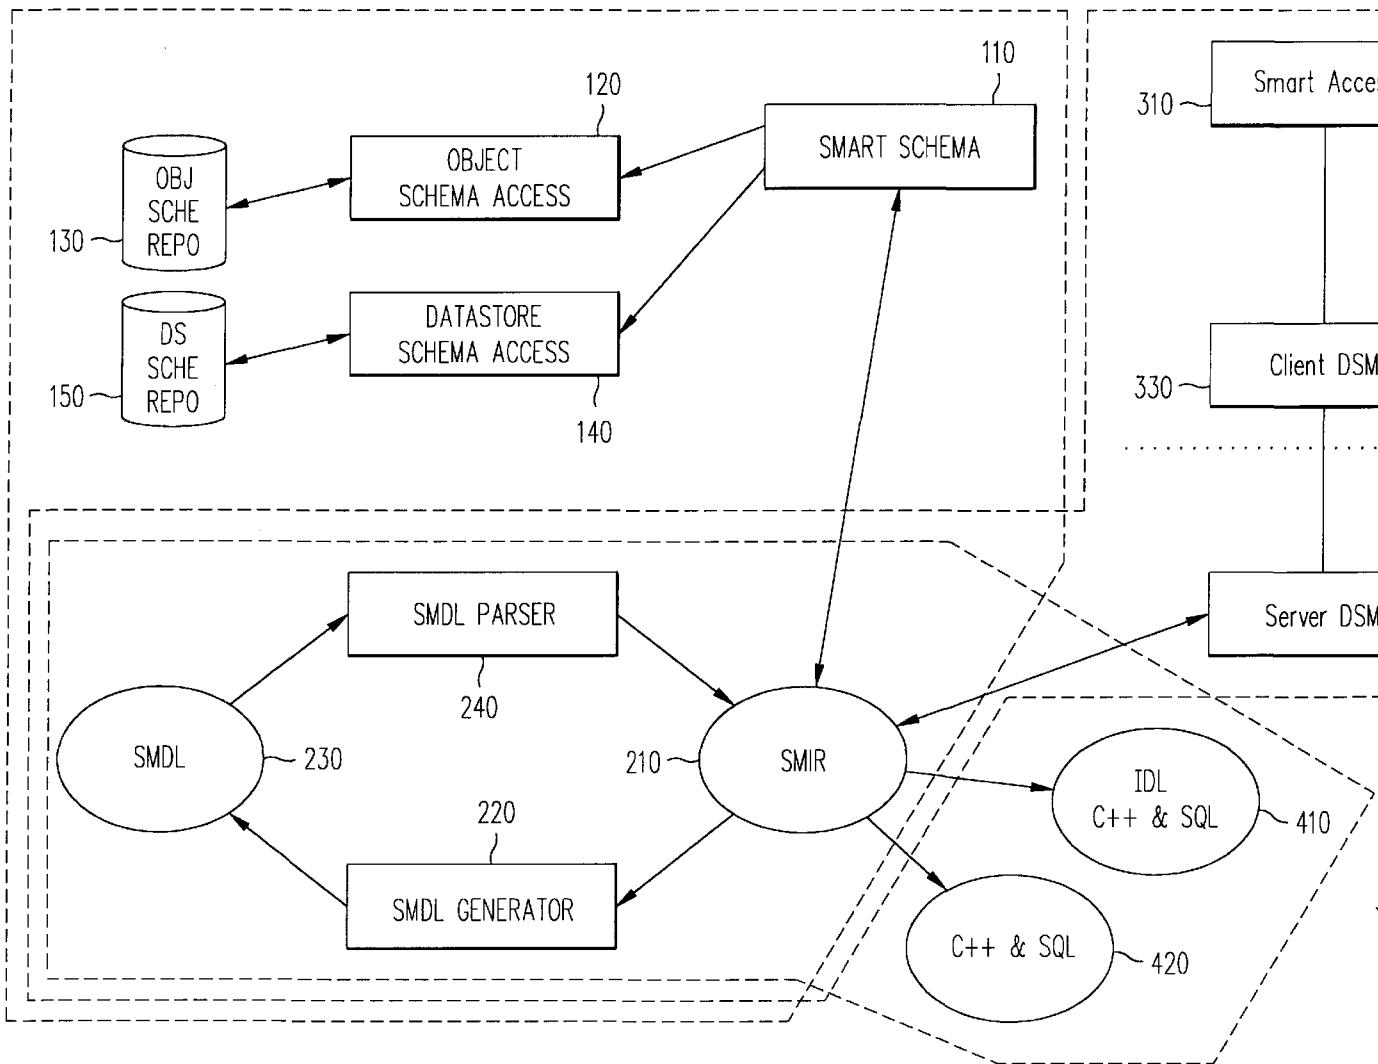 110
120
310
Smart Acce
SMART SCHEMA
OBJECT
SCHEMA ACCESS
OBJ
SCHE
REPO
130
DATASTORE
SCHEMA ACCESS
DS
SCHE
REPO
150
140
330
Client DSM
SMDL PARSER
240
Server DSM
SMDL
230
210
SMIR
IDL
C++ & SQL
410
220
SMDL GENERATOR
C++ & SQL
420